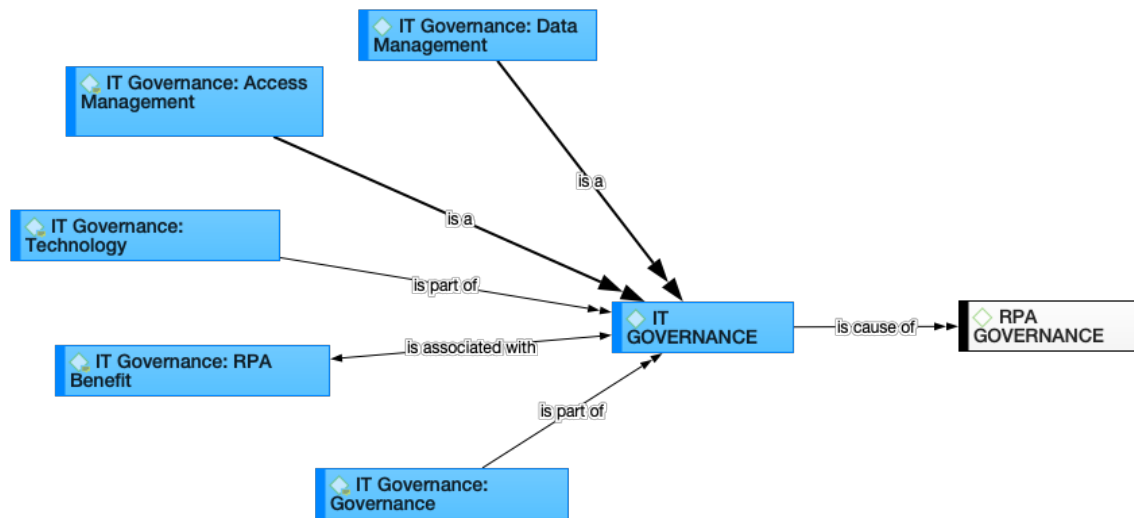 IT Governance: Data
Management
IT Governance: Access
Management
is a
is a
IT Governance:
Technology
is part of
IT
GOVERNANCE
is cause of
RPA
GOVERNANCE
is associated with
IT Governance: RPA
Benefit
is part of
IT Governance:
Governance